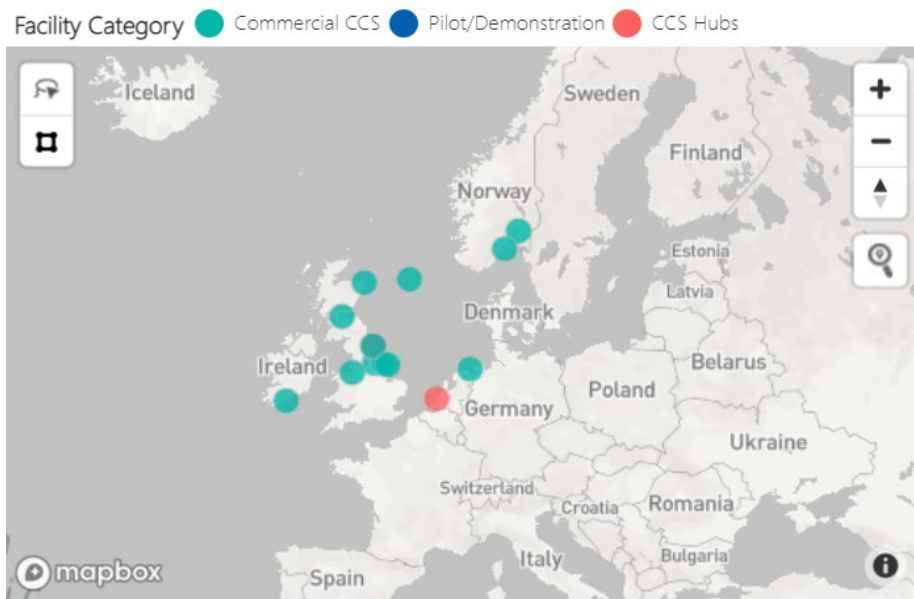 Facility Category Commercial CCS Pilot/Demonstration CCS Hubs
Iceland
Sweden
Finland
Norway
Estonia
Latvia
Denmark
Ireland
Belarus
Poland
Germany
Ukraine
Switzerland
Romania
Croatia
Bulgaria
Italy
mapbox
Spain